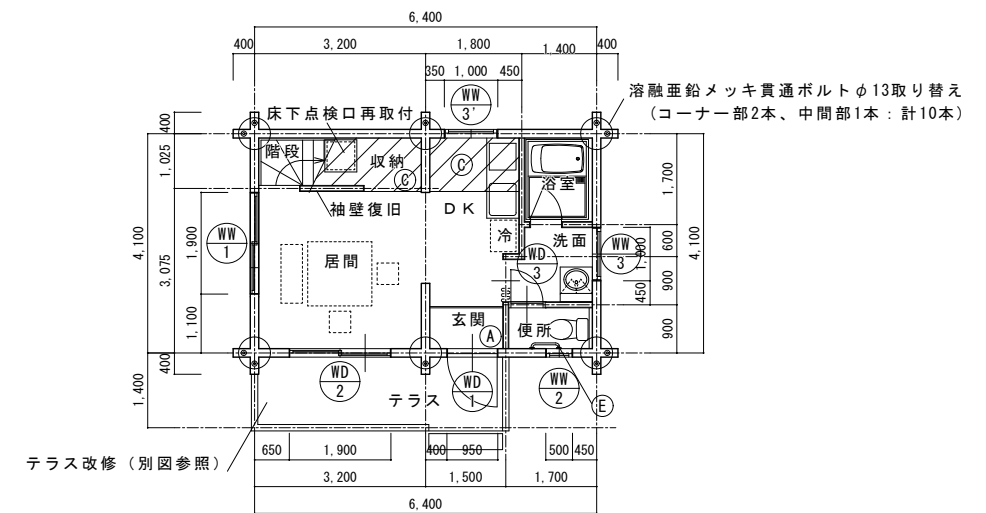 6,400
400
3,200
1,800
1,400
400
350
1,000
450
溶融亜鉛メッキ貫通ボルトφ13取り替え
（コーナー部2本、中間部1本：計10本）
WW
3'
床下点検口再取付
400
1,025
階段
収納
C
C
浴室
1,700
袖壁復旧
DK
4,100
3,075
1,900
WW
1
居間
冷
洗面
WD
3
WW
3
1,000
600
4,100
450
900
1,100
玄関
A
便所
900
400
WD
2
テラス
WD
1
WW
2
E
1,400
テラス改修（別図参照）
650
1,900
400
950
500
450
3,200
1,500
1,700
6,400